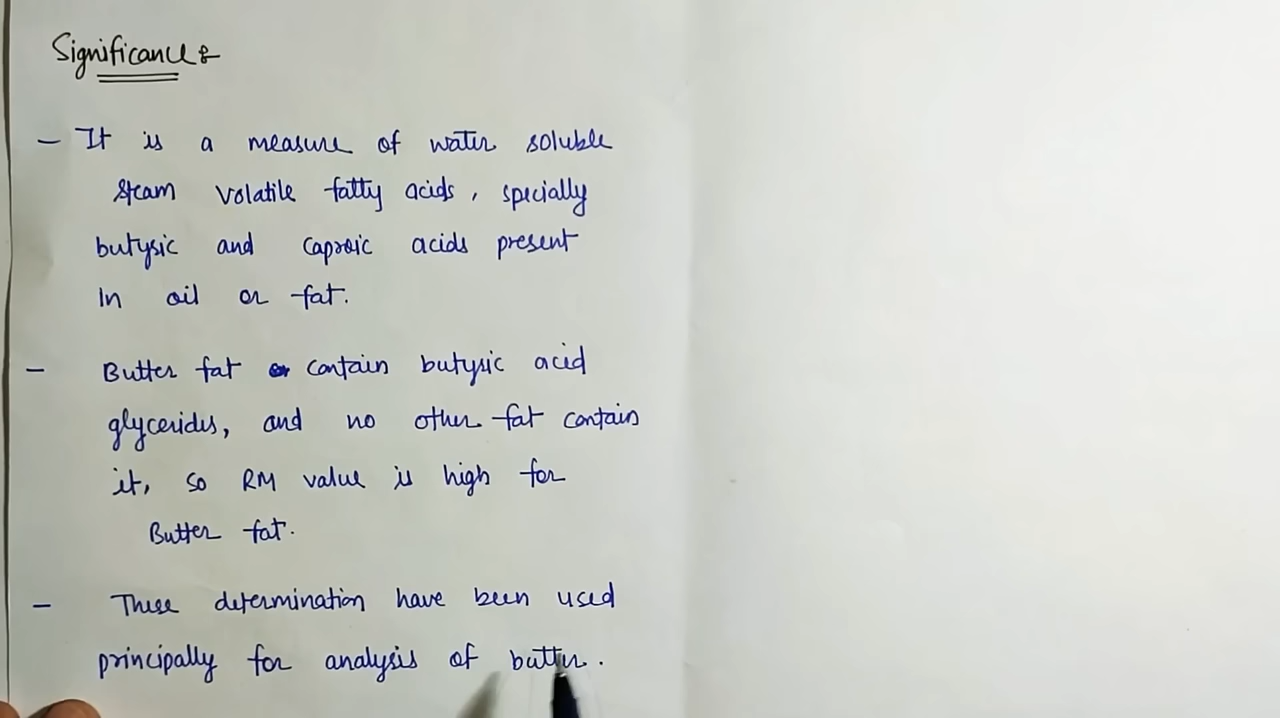 Significance
- It is a measure of water soluble
steam volatile fatty acids, specially
butyric and caproic acids present
In oil or fat.
- Butter fat contain butyric acid
glycerides, and no other fat contain
it, so RM value is high for
Butter fat.
- These determination have been used
principally for analysis of butter.